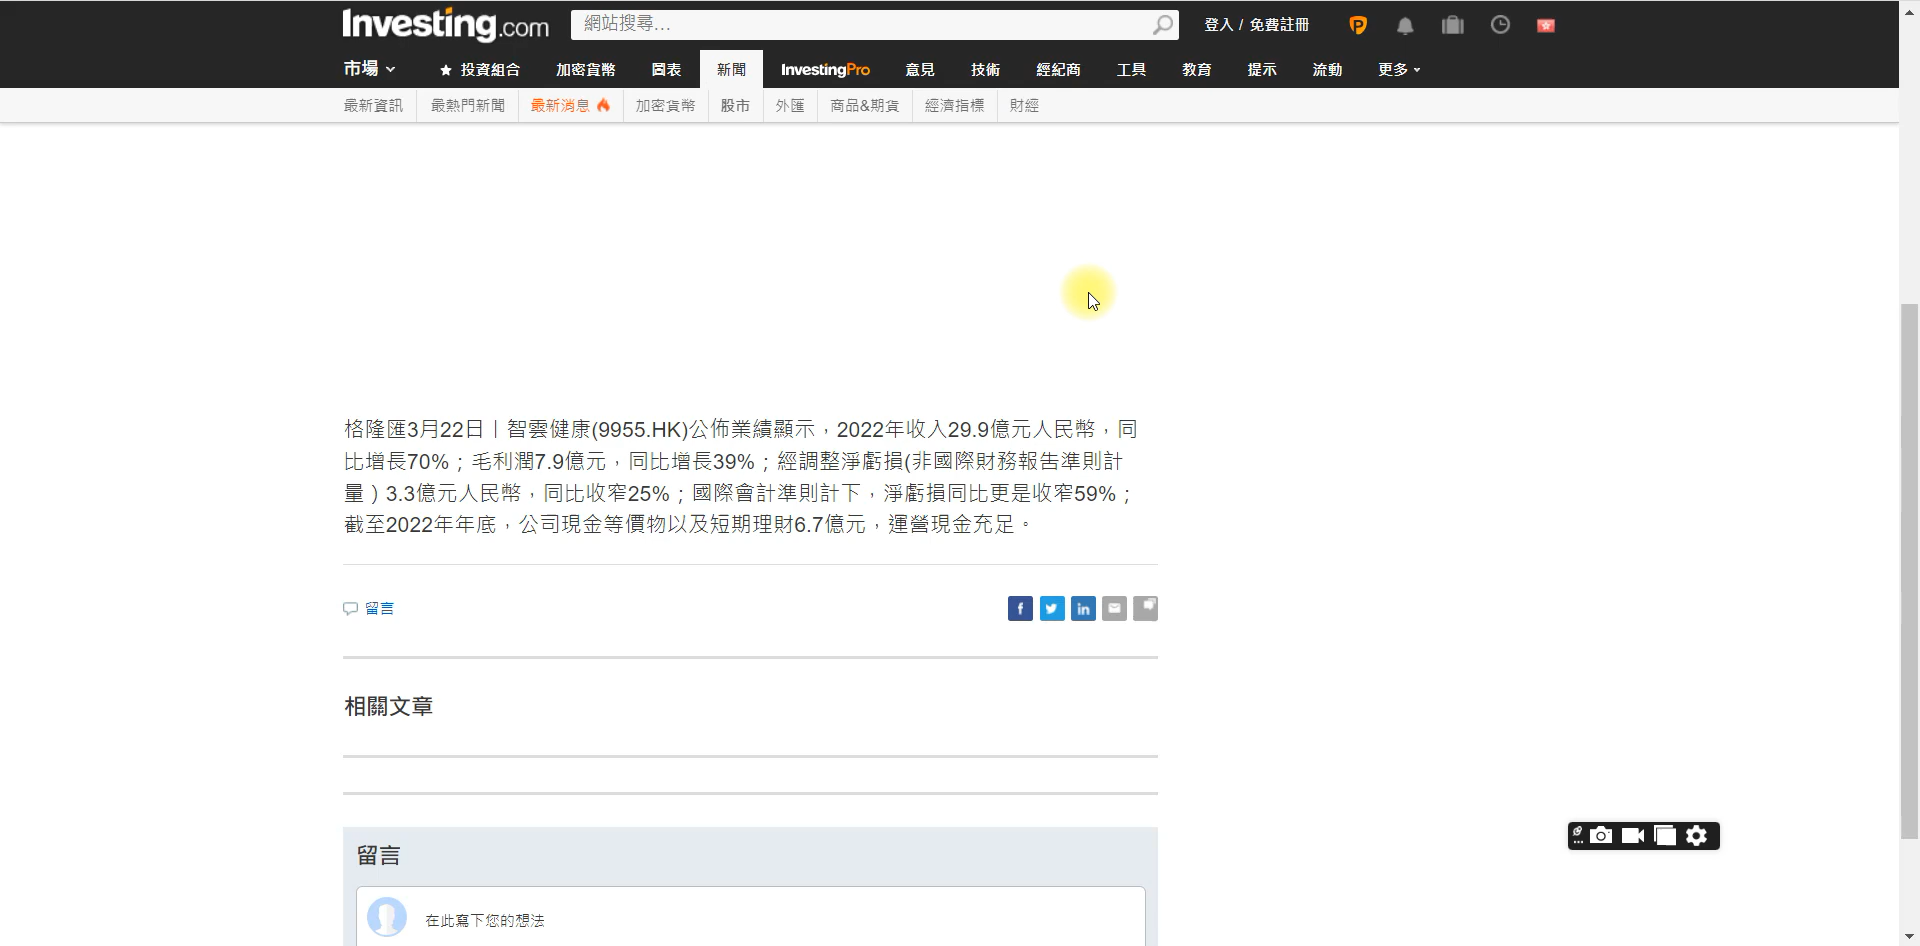 Investing.com
網站搜尋...
登入 / 免費註冊
市場
投資組合
加密貨幣
圖表
新聞
InvestingPro
意見
技術
經紀商
工具
教育
提示
流動
更多
最新資訊
最熱門新聞
最新消息
加密貨幣
股市
外匯
商品&期貨
經濟指標
財經
格隆匯3月22日丨智雲健康(9955.HK)公佈業績顯示，2022年收入29.9億元人民幣，同
比增長70%；毛利潤7.9億元，同比增長39%；經調整淨虧損(非國際財務報告準則計
量）3.3億元人民幣，同比收窄25%；國際會計準則計下，淨虧損同比更是收窄59%；
截至2022年年底，公司現金等價物以及短期理財6.7億元，運營現金充足。
留言
相關文章
留言
在此寫下您的想法